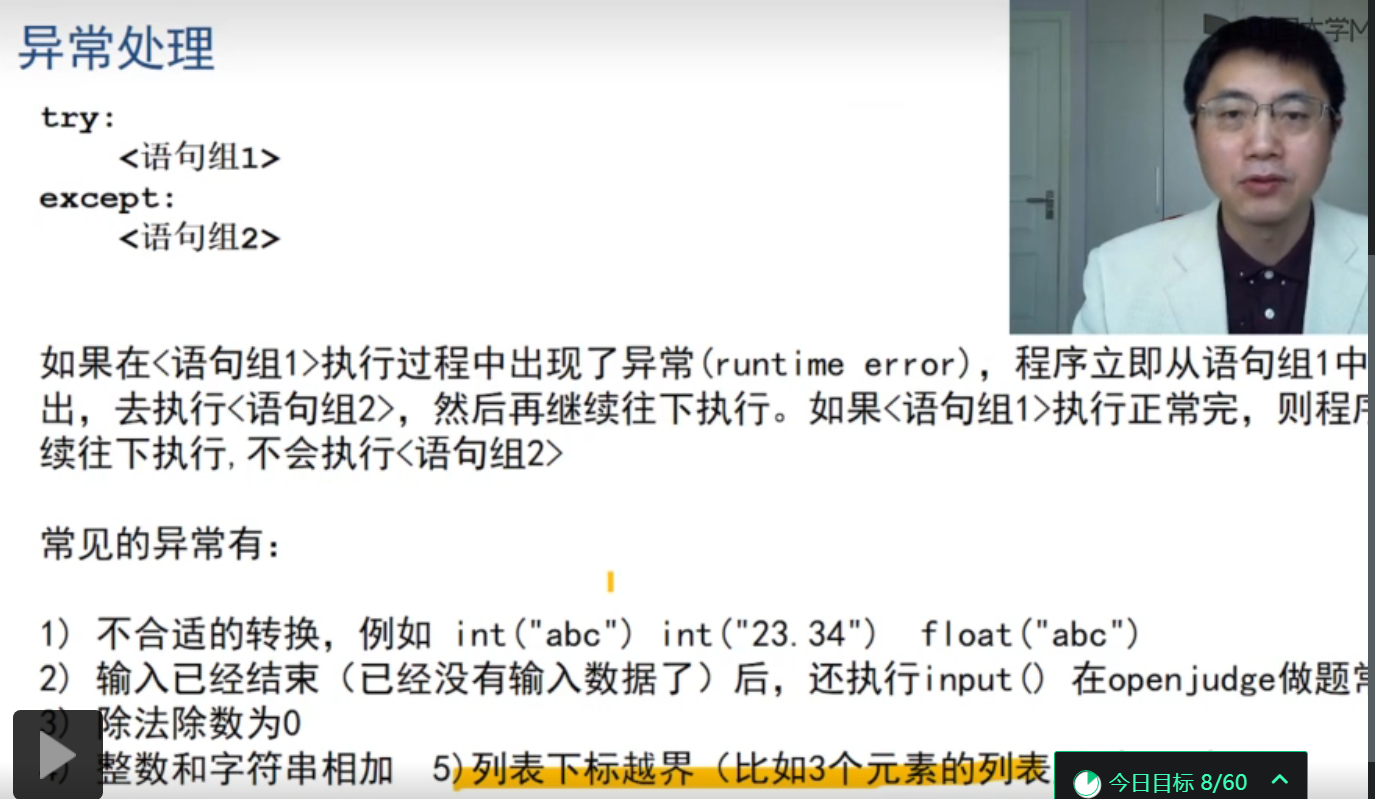 异常处理
try:
<语句组1>
except:
<语句组2>
如果在<语句组1>执行过程中出现了异常(runtime error)，程序立即从语句组1中
出，去执行<语句组2>，然后再继续往下执行。如果<语句组1>执行正常完，则程序
续往下执行,不会执行<语句组2>
常见的异常有：
1) 不合适的转换，例如 int("abc") int("23.34") float("abc")
2) 输入已经结束（已经没有输入数据了）后，还执行input() 在openjudge做题常
3) 除法除数为0
4) 整数和字符串相加 5)列表下标越界（比如3个元素的列表
今日目标 8/60